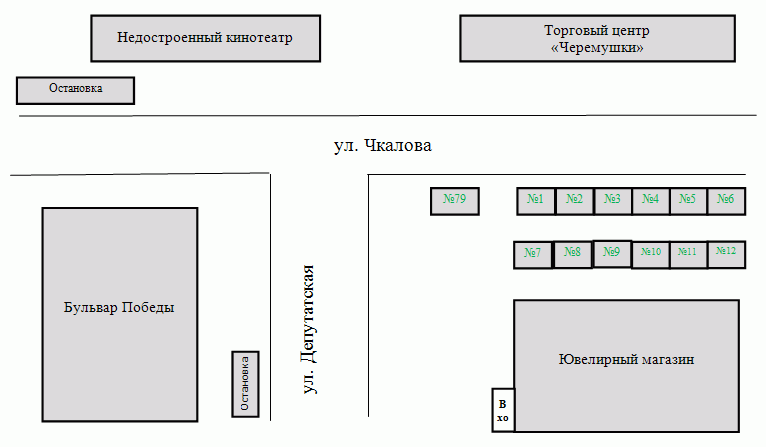 Недостроенный кинотеатр
Торговый центр
«Черемушки»
Остановка
ул. Чкалова
№79
№1 №2 №3 №4 №5 №6
№7 №8 №9 №10 №11 №12
Бульвар Победы
ул. Депутатская
Остановка
Ювелирный магазин
В
хо